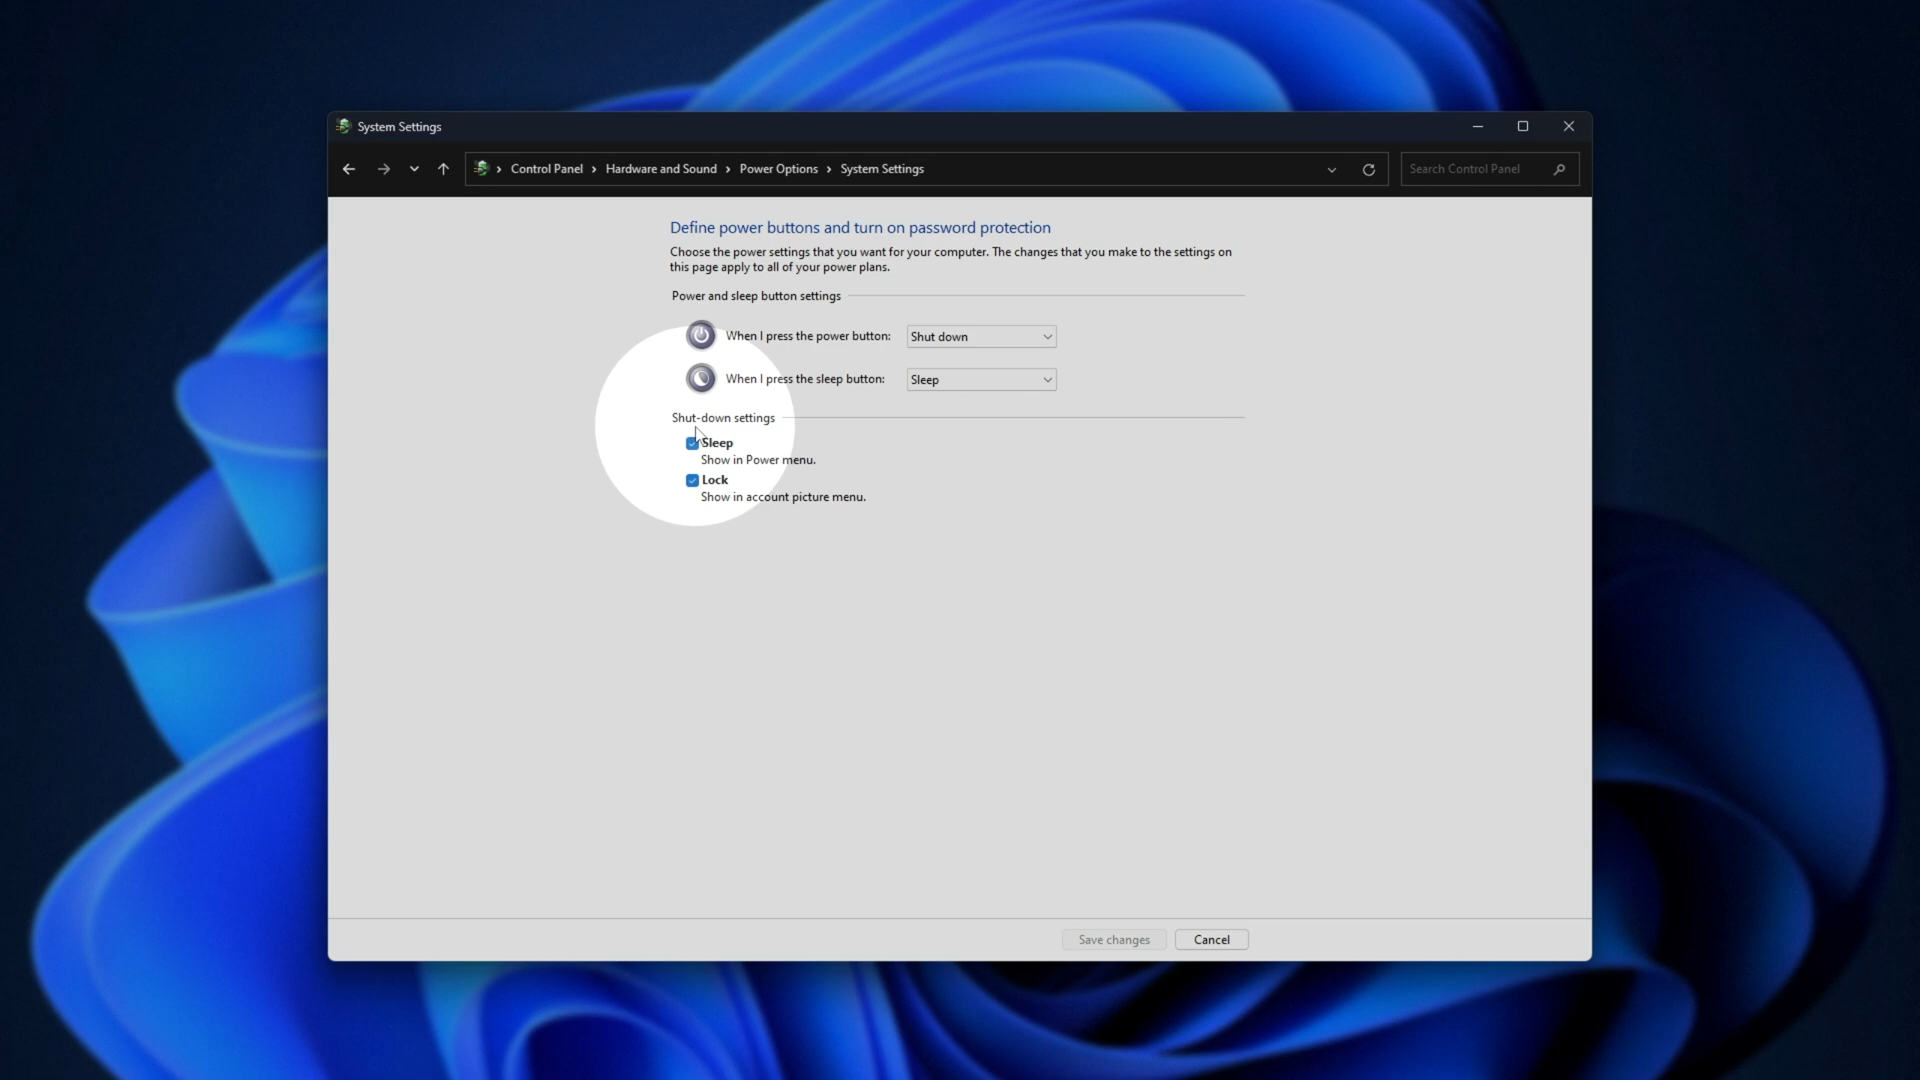 System Settings
Control Panel
Hardware and Sound
Power Options
System Settings
Search Control Panel
Define power buttons and turn on password protection
Choose the power settings that you want for your computer. The changes that you make to the settings on
this page apply to all of your power plans.
Power and sleep button settings
When I press the power button: Shut down
When I press the sleep button: Sleep
Shut-down settings
Sleep
Show in Power menu.
Lock
Show in account picture menu.
Save changes
Cancel